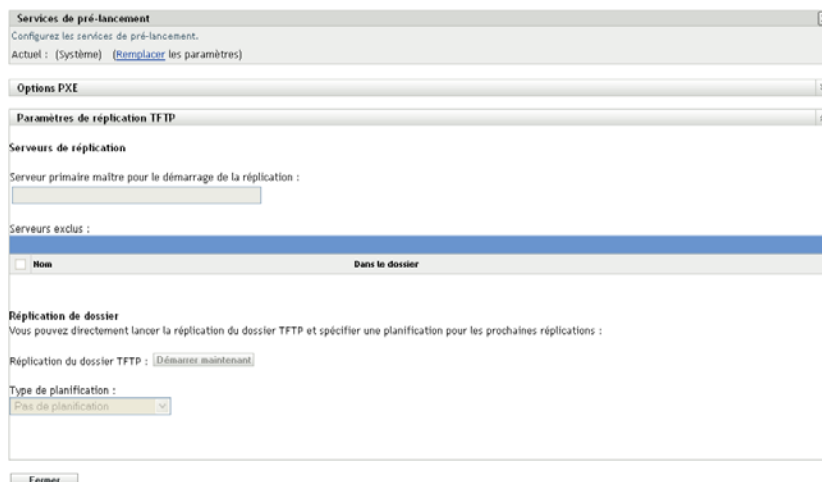 Services de pré-lancement
Configurez les services de pré-lancement.
Actuel : (Système) (Remplacer les paramètres)
Options PXE
Paramètres de réplication TFTP
Serveurs de réplication
Serveur primaire maître pour le démarrage de la réplication :
Serveurs exclus :
Nom Dans le dossier
Réplication de dossier
Vous pouvez directement lancer la réplication du dossier TFTP et spécifier une planification pour les prochaines réplications :
Réplication du dossier TFTP : Démarrer maintenant
Type de planification :
Pas de planification
Fermer